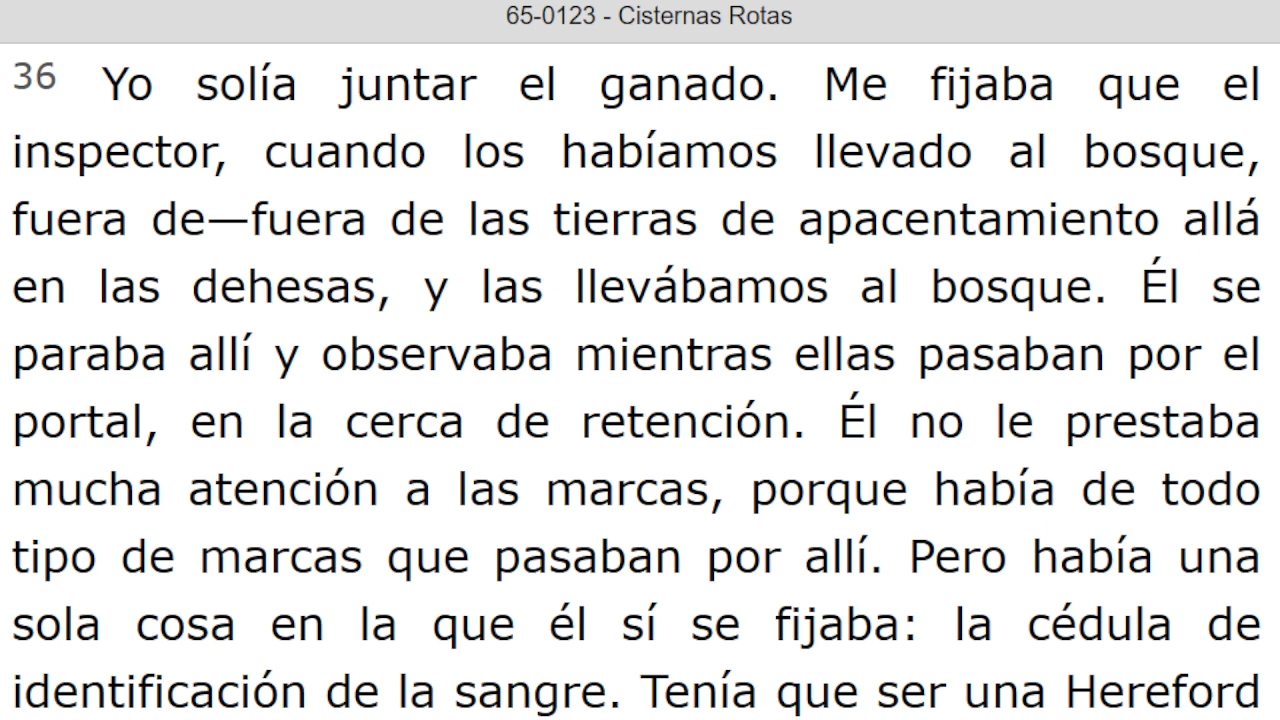 65-0123 - Cisternas Rotas
36 Yo solía juntar el ganado. Me fijaba que el
inspector, cuando los habíamos llevado al bosque,
fuera de—fuera de las tierras de apacentamiento allá
en las dehesas, y las llevábamos al bosque. Él se
paraba allí y observaba mientras ellas pasaban por el
portal, en la cerca de retención. Él no le prestaba
mucha atención a las marcas, porque había de todo
tipo de marcas que pasaban por allí. Pero había una
sola cosa en la que él sí se fijaba: la cédula de
identificación de la sangre. Tenía que ser una Hereford